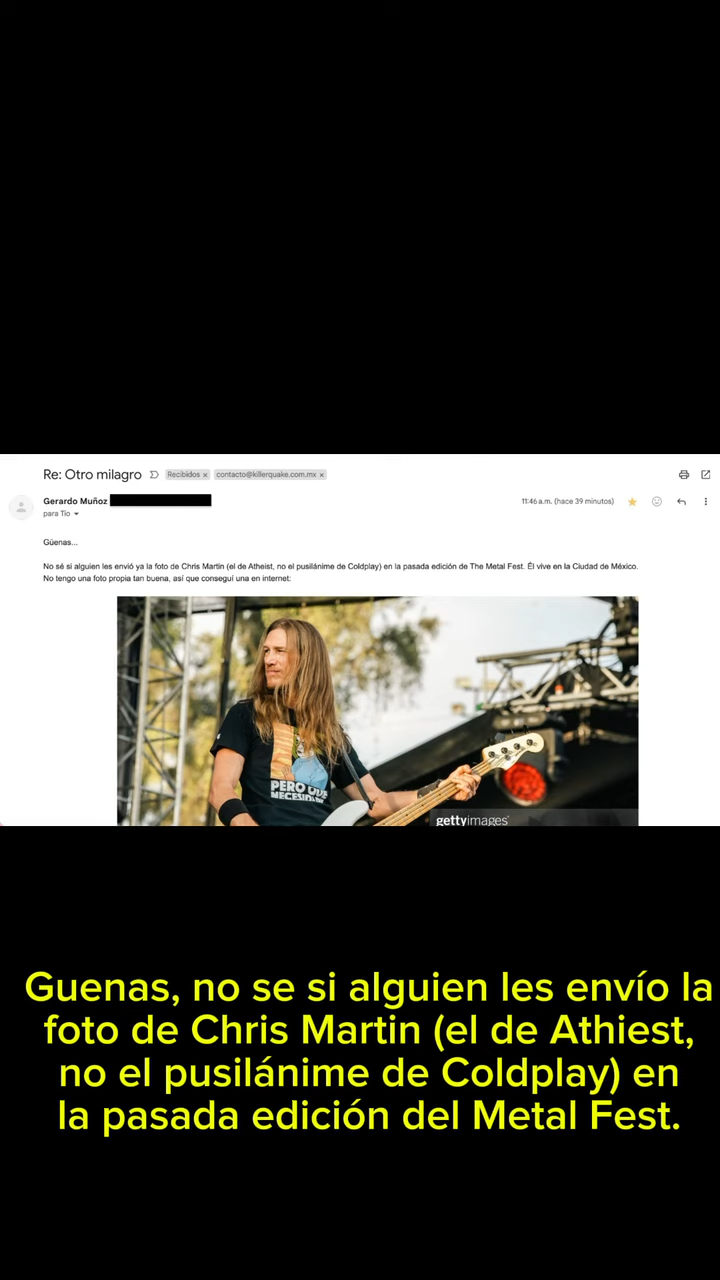 Re: Otro milagro
Recibidos x
contacto@killerquake.com.mx x
Gerardo Muñoz
11:46 a.m. (hace 39 minutos)
para Tío
Güenas...
No sé si alguien les envió ya la foto de Chris Martin (el de Atheist, no el pusilánime de Coldplay) en la pasada edición de The Metal Fest. Él vive en la Ciudad de México.
No tengo una foto propia tan buena, así que conseguí una en internet:
PERO QUE
NECESIDAD
gettyimages
Guenas, no se si alguien les envío la
foto de Chris Martin (el de Athiest,
no el pusilánime de Coldplay) en
la pasada edición del Metal Fest.